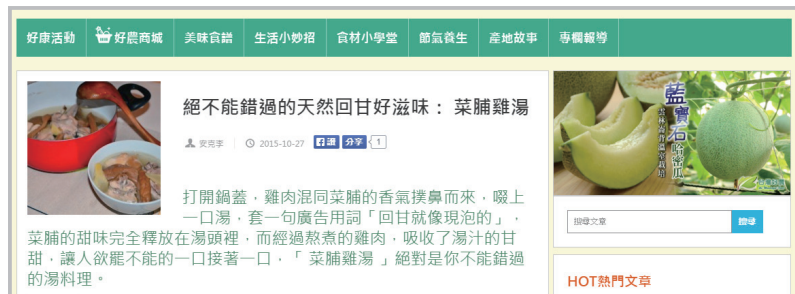 好康活動 好農商城 美味食譜 生活小妙招 食材小學堂 節氣養生 產地故事 專欄報導
絕不能錯過的天然回甘好滋味： 菜脯雞湯
麥克李 2015-10-27 讚 分享 1
打開鍋蓋，雞肉混同菜脯的香氣撲鼻而來，啜上
一口湯，套一句廣告用詞「回甘就像現泡的」，
菜脯的甜味完全釋放在湯頭裡，而經過熬煮的雞肉，吸收了湯汁的甘
甜，讓人欲罷不能的一口接著一口，「 菜脯雞湯 」絕對是你不能錯過
的湯料理。
藍寶石
哈密瓜
搜尋文章 搜尋
HOT熱門文章